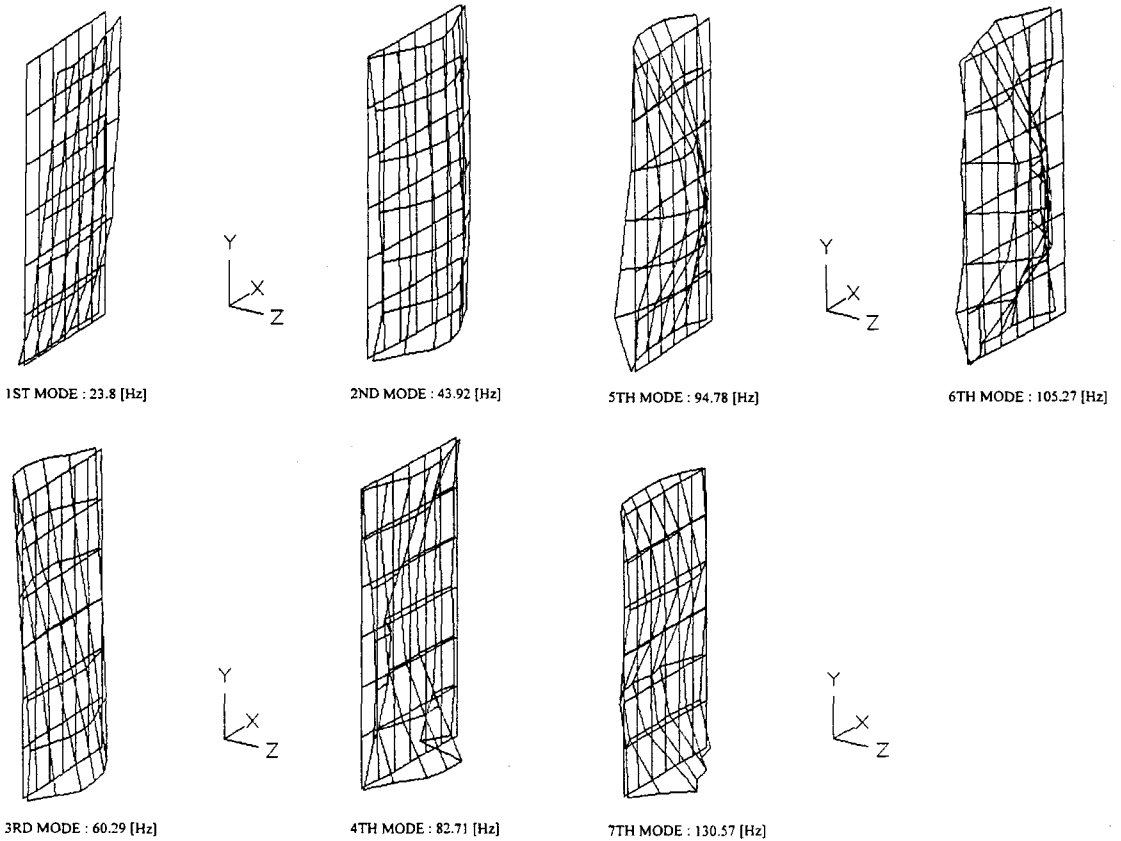 Y
X
Z
Y
X
Z
1ST MODE : 23.8 [Hz]
2ND MODE : 43.92 [Hz]
5TH MODE : 94.78 [Hz]
6TH MODE : 105.27 [Hz]
Y
X
Z
Y
X
Z
3RD MODE : 60.29 [Hz]
4TH MODE : 82.71 [Hz]
7TH MODE : 130.57 [Hz]